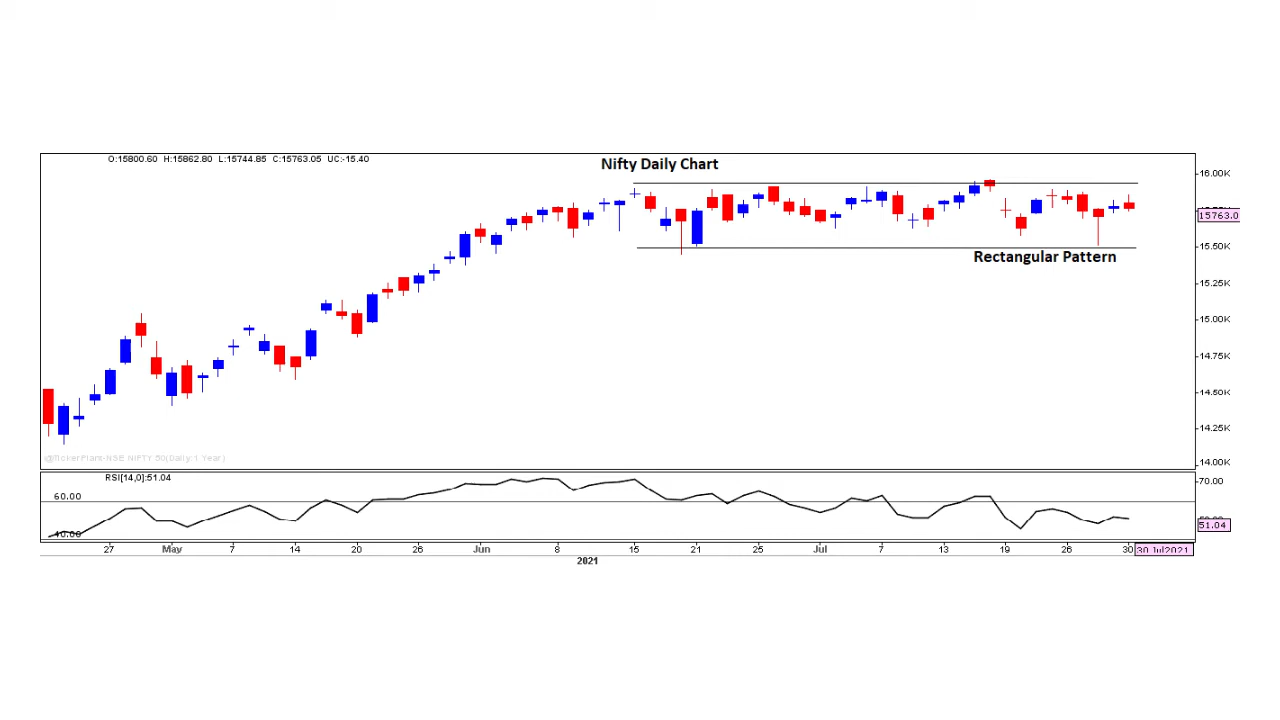 O:15800.60 H:15862.80 L:15744.85 C:15763.05 UC:-15.40
Nifty Daily Chart
16.00K
15763.0
15.50K
Rectangular Pattern
15.25K
15.00K
14.75K
14.50K
14.25K
14.00K
RSI[14,0]:51.04
70.00
60.00
51.04
40.00
27 May 7 14 20 26 Jun 8 15 21 25 Jul 7 13 19 26 30 30 Jul2021
2021